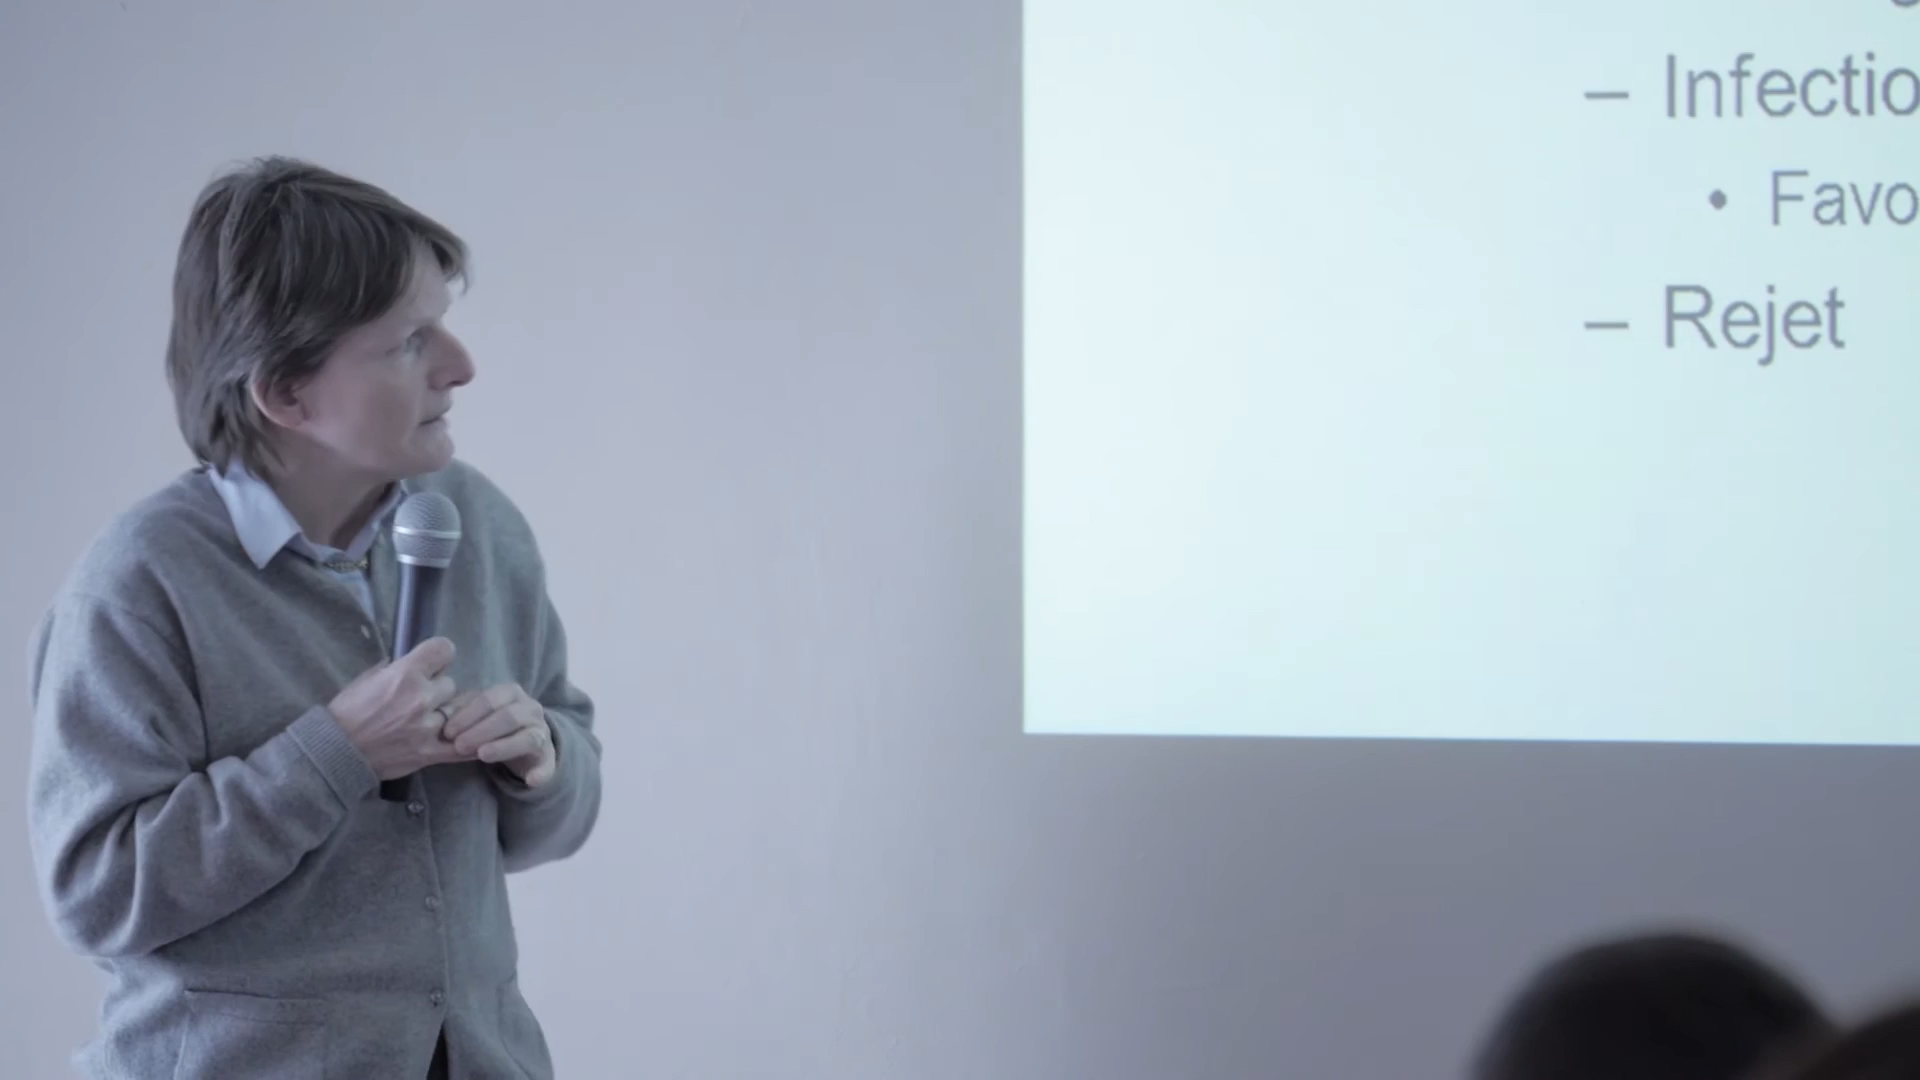 – Infectio
• Favo
– Rejet